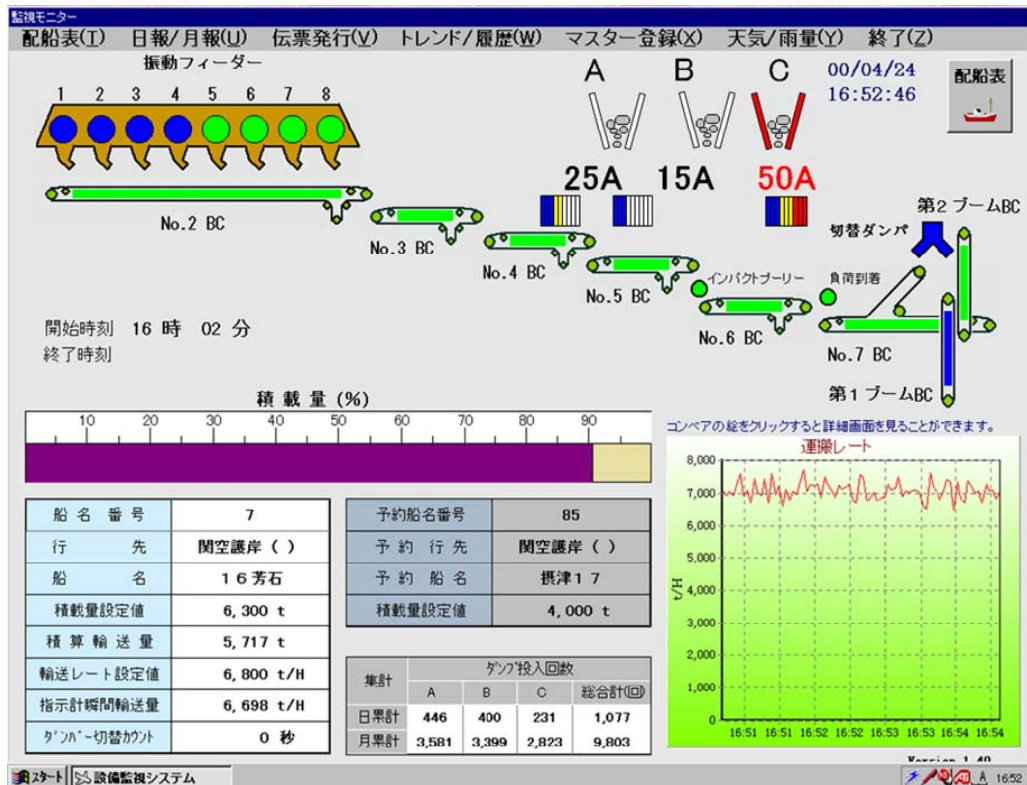 監視モニター
配船表(T) 日報/月報(U) 伝票発行(V) トレンド/履歴(W) マスター登録(X) 天気/雨量(Y) 終了(Z)
振動フィーダー
1 2 3 4 5 6 7 8
A B C
00/04/24
16:52:46
配船表
25A 15A 50A
No.2 BC
No.3 BC
No.4 BC
No.5 BC
No.6 BC
No.7 BC
インパクトプーリー
負荷到着
切替ダンパ
第2 ブームBC
第1 ブームBC
開始時刻 16 時 02 分
終了時刻
積 載 量 (%)
10 20 30 40 50 60 70 80 90
コンベアの絵をクリックすると詳細画面を見ることができます。
船 名 番 号 7
行 先 関空護岸 ( )
船 名 16芳石
積載量設定値 6,300 t
積 算 輸 送 量 5,717 t
輸送レート設定値 6,800 t/H
指示計瞬間輸送量 6,698 t/H
ダンパー切替カウント 0 秒
予約船名番号 85
予 約 行 先 関空護岸 ( )
予 約 船 名 摂津17
積載量設定値 4,000 t
集計 ダンプ投入回数
A B C 総合計(回)
日累計 446 400 231 1,077
月累計 3,581 3,399 2,823 9,803
運搬レート
t/H
8,000
7,000
6,000
5,000
4,000
3,000
2,000
1,000
0
16:51 16:51 16:52 16:52 16:53 16:53 16:54 16:54
スタート 設備監視システム A 16:52